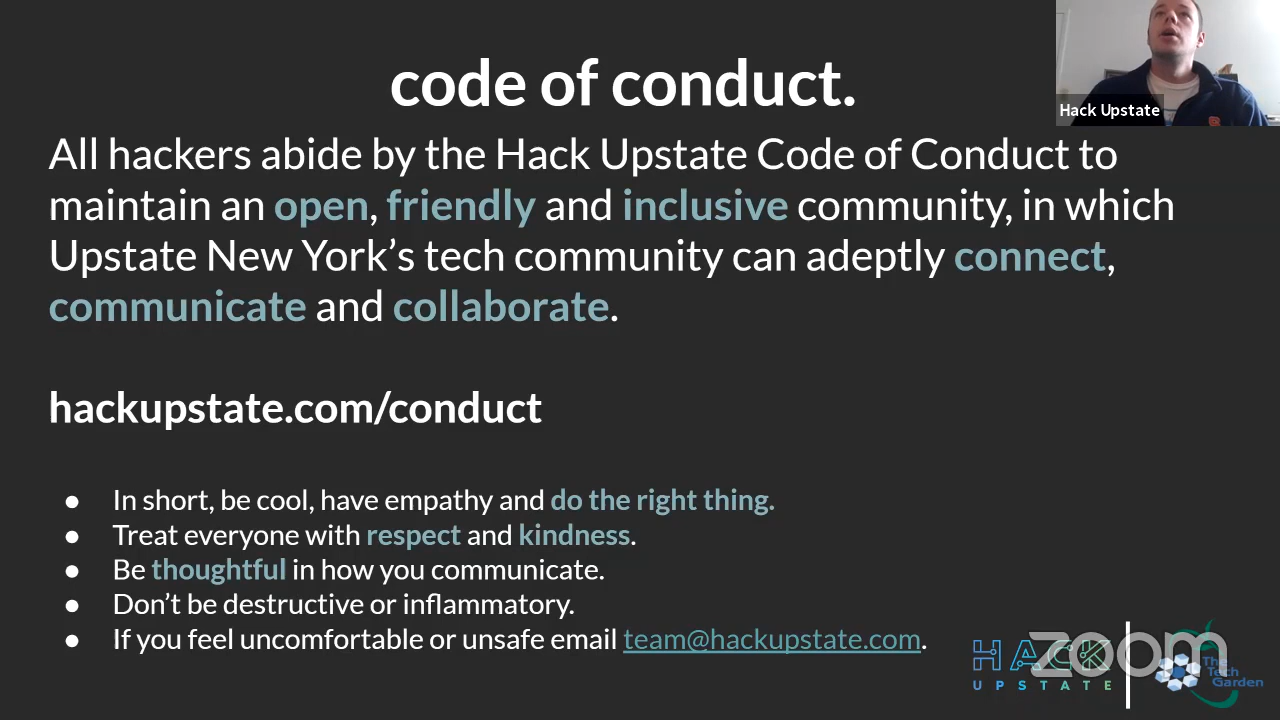 code of conduct.
Hack Upstate
All hackers abide by the Hack Upstate Code of Conduct to
maintain an open, friendly and inclusive community, in which
Upstate New York’s tech community can adeptly connect,
communicate and collaborate.
hackupstate.com/conduct
● In short, be cool, have empathy and do the right thing.
● Treat everyone with respect and kindness.
● Be thoughtful in how you communicate.
● Don’t be destructive or inflammatory.
● If you feel uncomfortable or unsafe email team@hackupstate.com.
HACK
UPSTATE
zoom
The
Tech
Garden